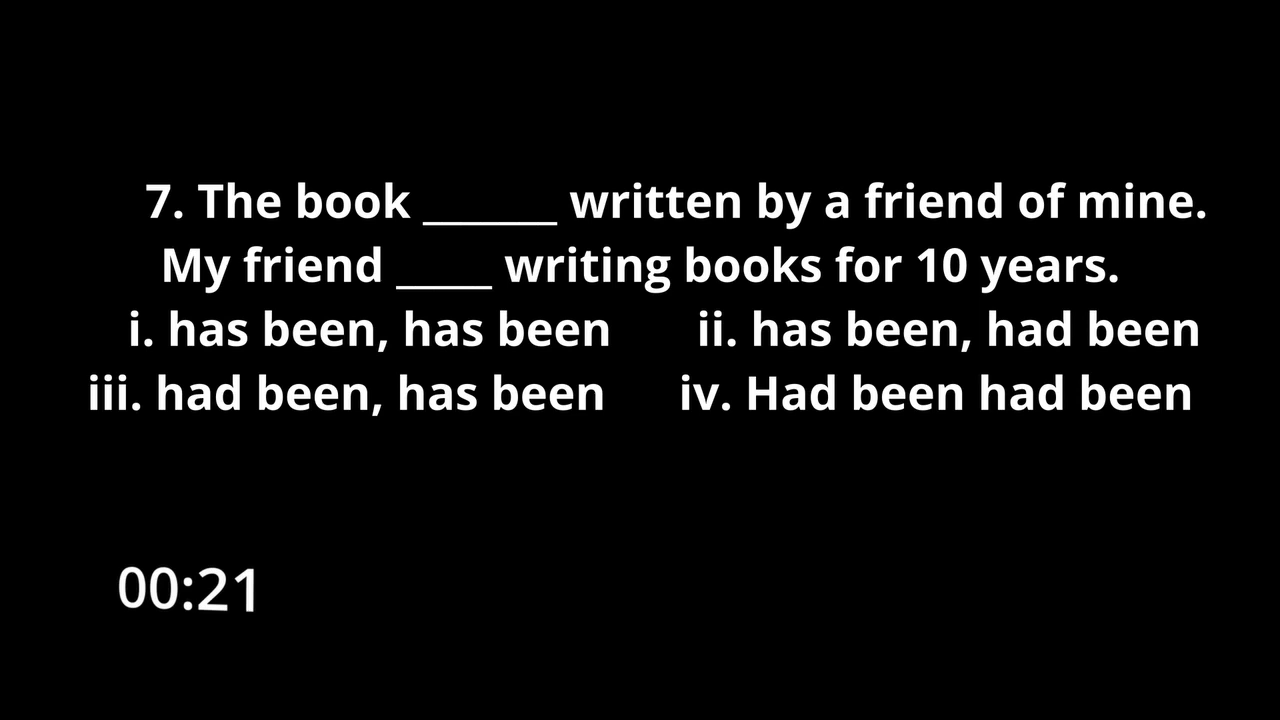 7. The book _______ written by a friend of mine.
My friend _____ writing books for 10 years.
i. has been, has been ii. has been, had been
iii. had been, has been iv. Had been had been
00:21